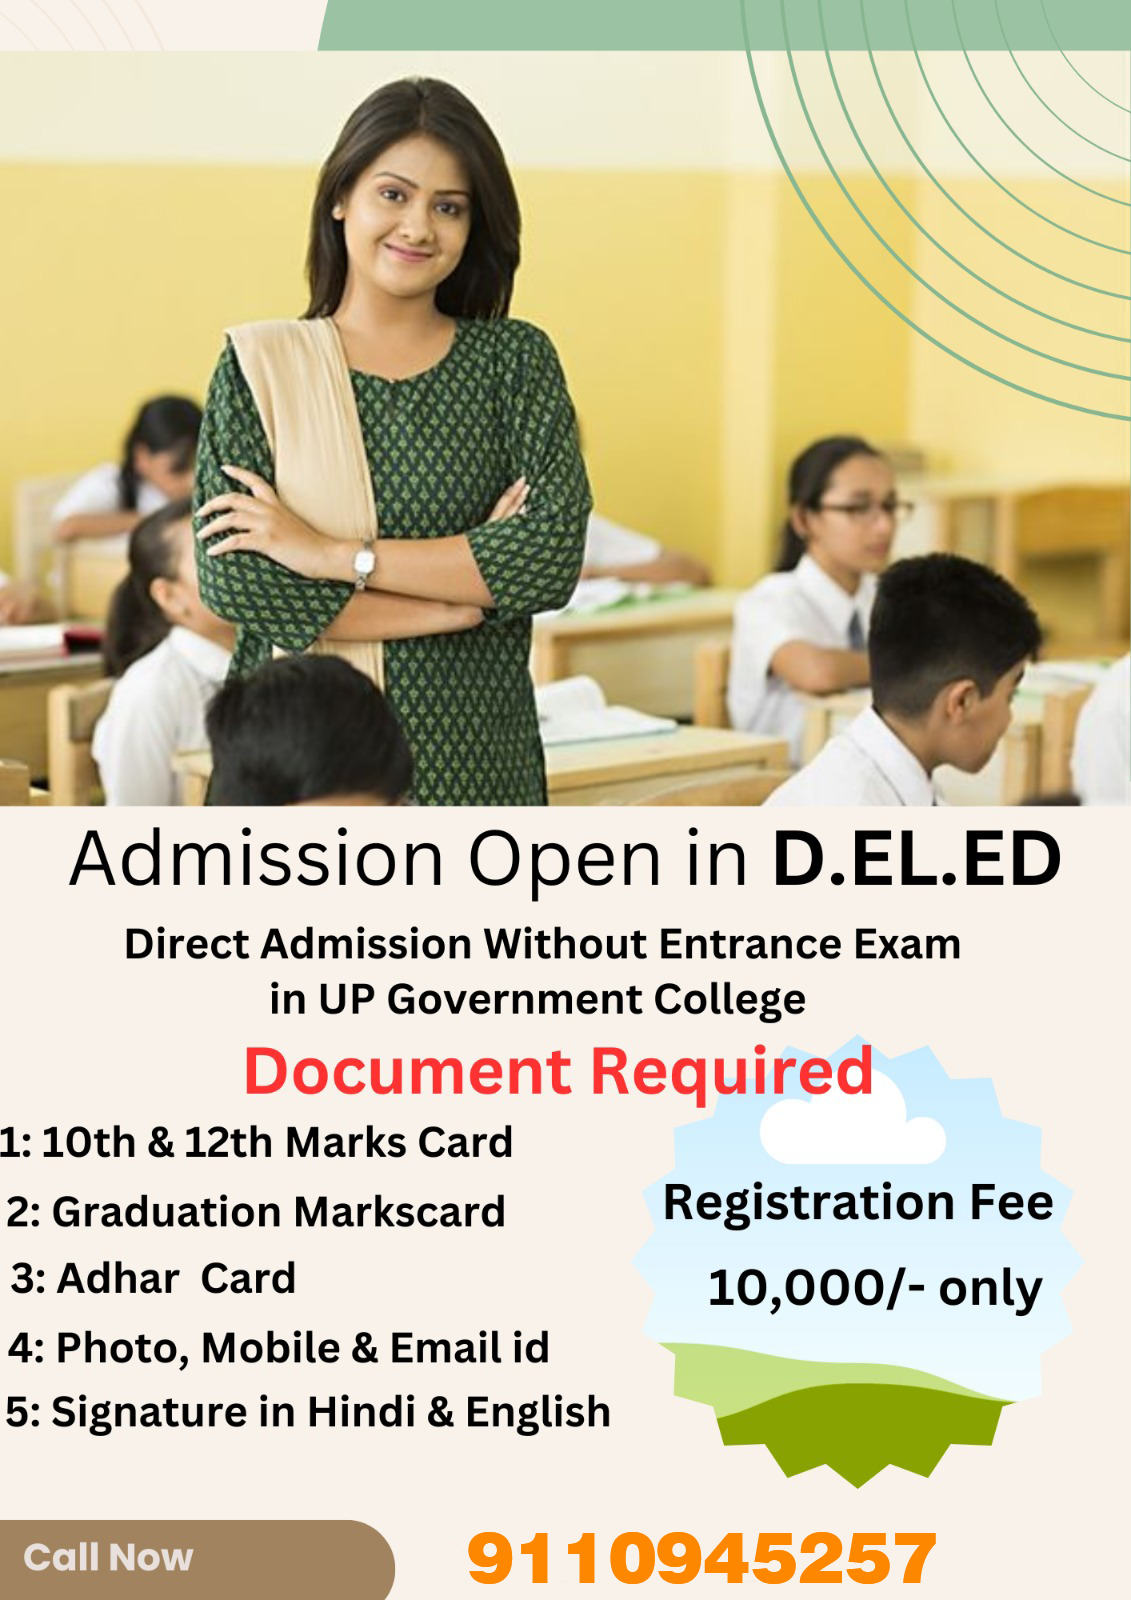 Admission Open in D.EL.ED
Direct Admission Without Entrance Exam
in UP Government College
Document Required
1: 10th & 12th Marks Card
2: Graduation Markscard
3: Adhar Card
4: Photo, Mobile & Email id
5: Signature in Hindi & English
Registration Fee
10,000/- only
Call Now
9110945257